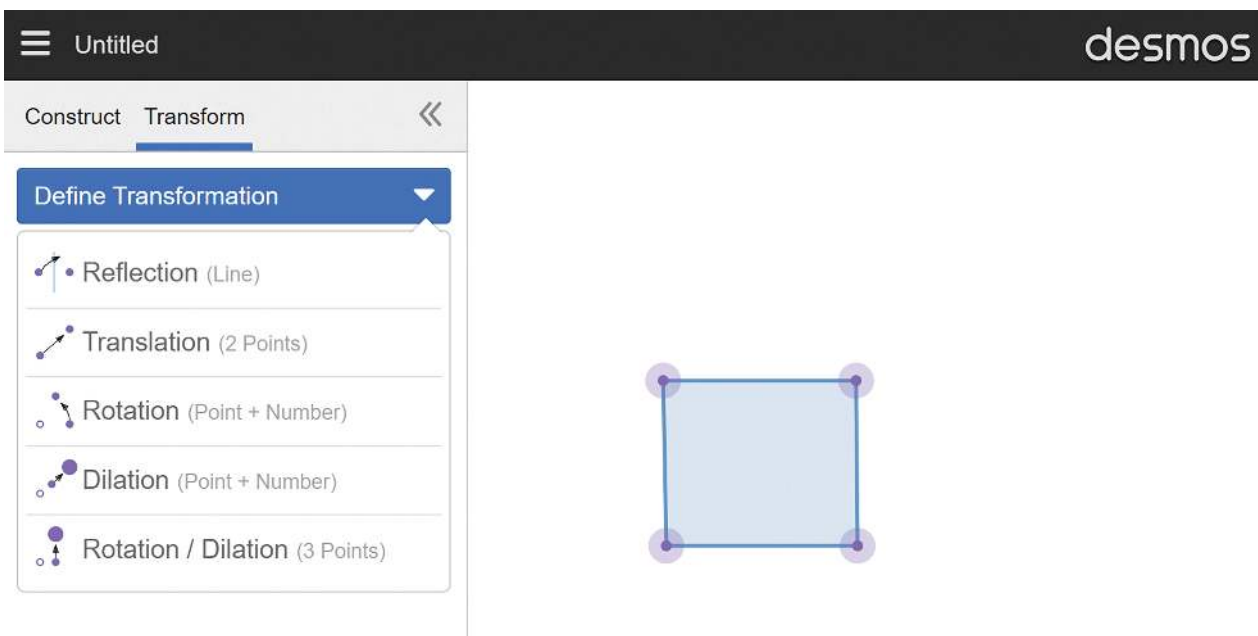 Untitled
desmos
Construct Transform
Define Transformation
Reflection (Line)
Translation (2 Points)
Rotation (Point + Number)
Dilation (Point + Number)
Rotation / Dilation (3 Points)